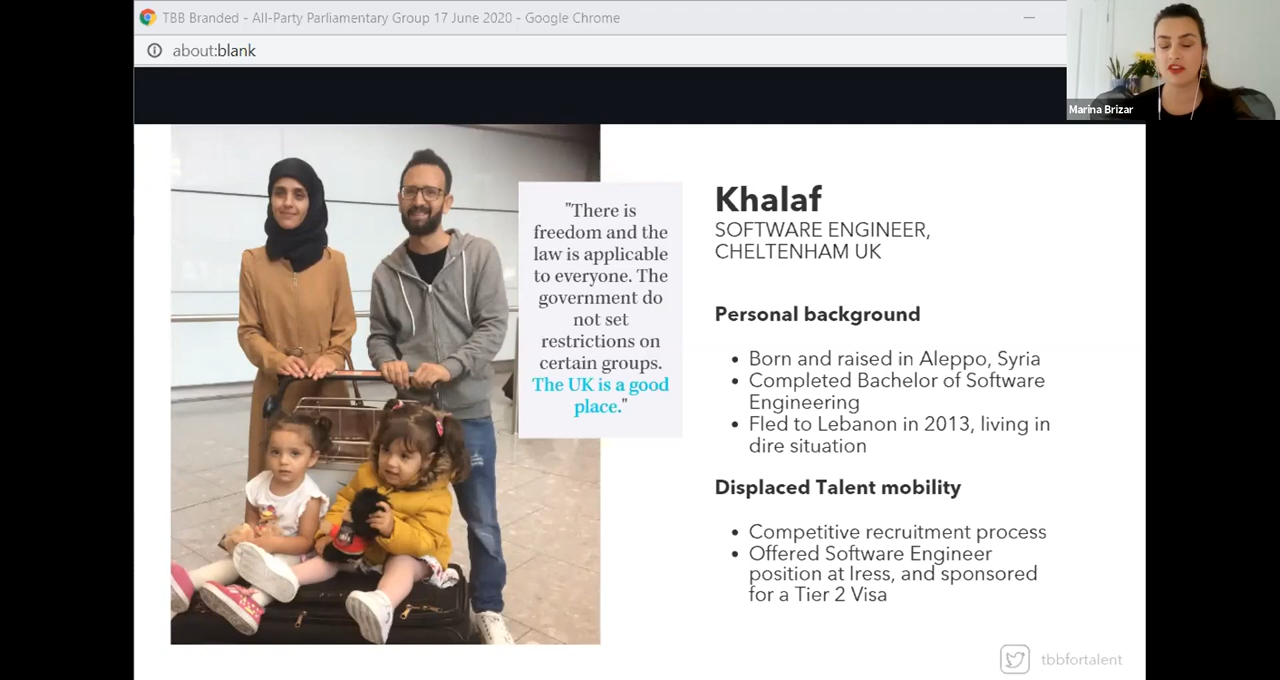 TBB Branded - All-Party Parliamentary Group 17 June 2020 - Google Chrome
about:blank
Marina Brizar
"There is
freedom and the
law is applicable
to everyone. The
government do
not set
restrictions on
certain groups.
The UK is a good
place."
Khalaf
SOFTWARE ENGINEER,
CHELTENHAM UK
Personal background
• Born and raised in Aleppo, Syria
• Completed Bachelor of Software
Engineering
• Fled to Lebanon in 2013, living in
dire situation
Displaced Talent mobility
• Competitive recruitment process
• Offered Software Engineer
position at Iress, and sponsored
for a Tier 2 Visa
tbbfortalent